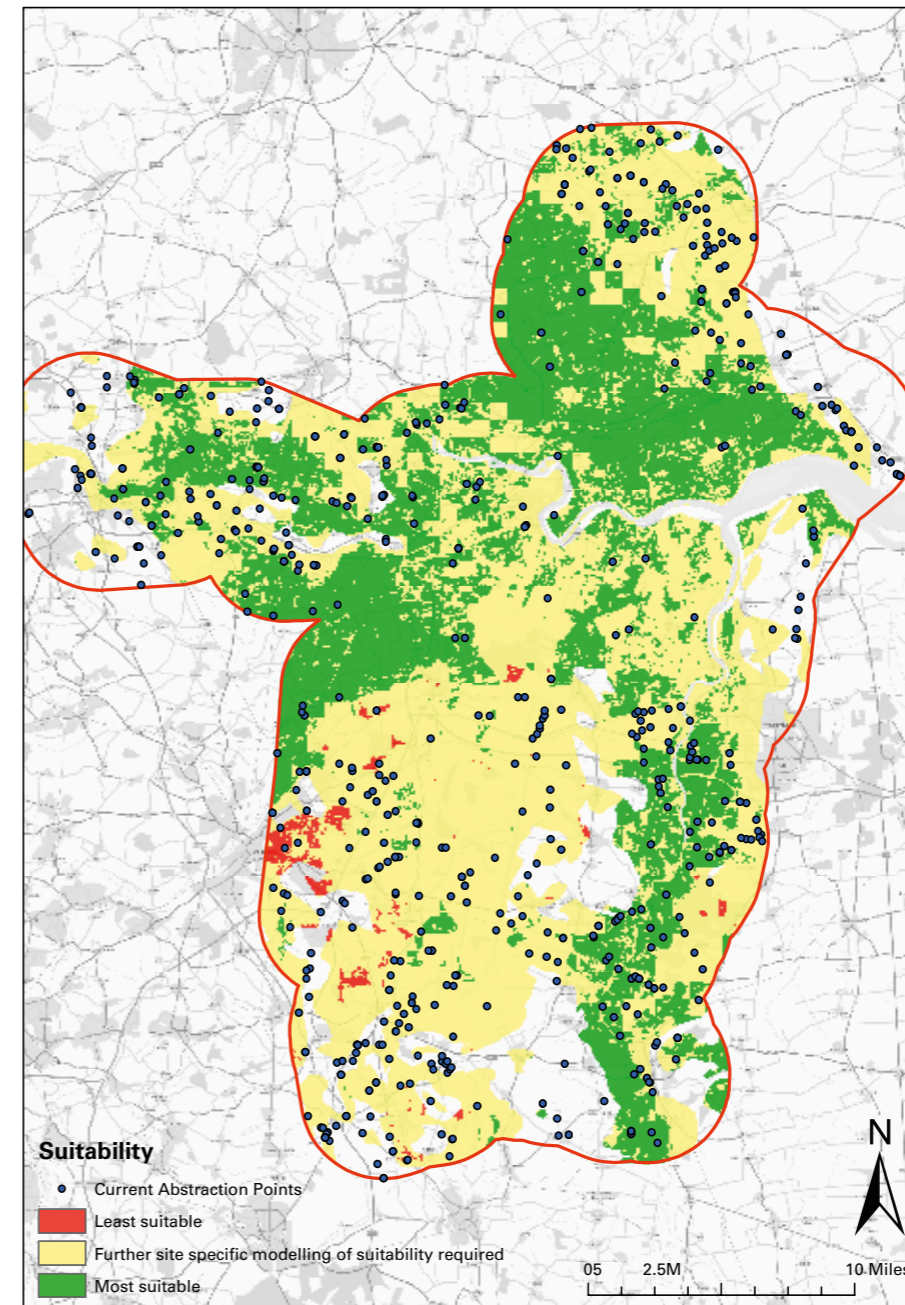 Suitability
Current Abstraction Points
Least suitable
Further site specific modelling of suitability required
Most suitable
N
05 2.5M 10 Miles